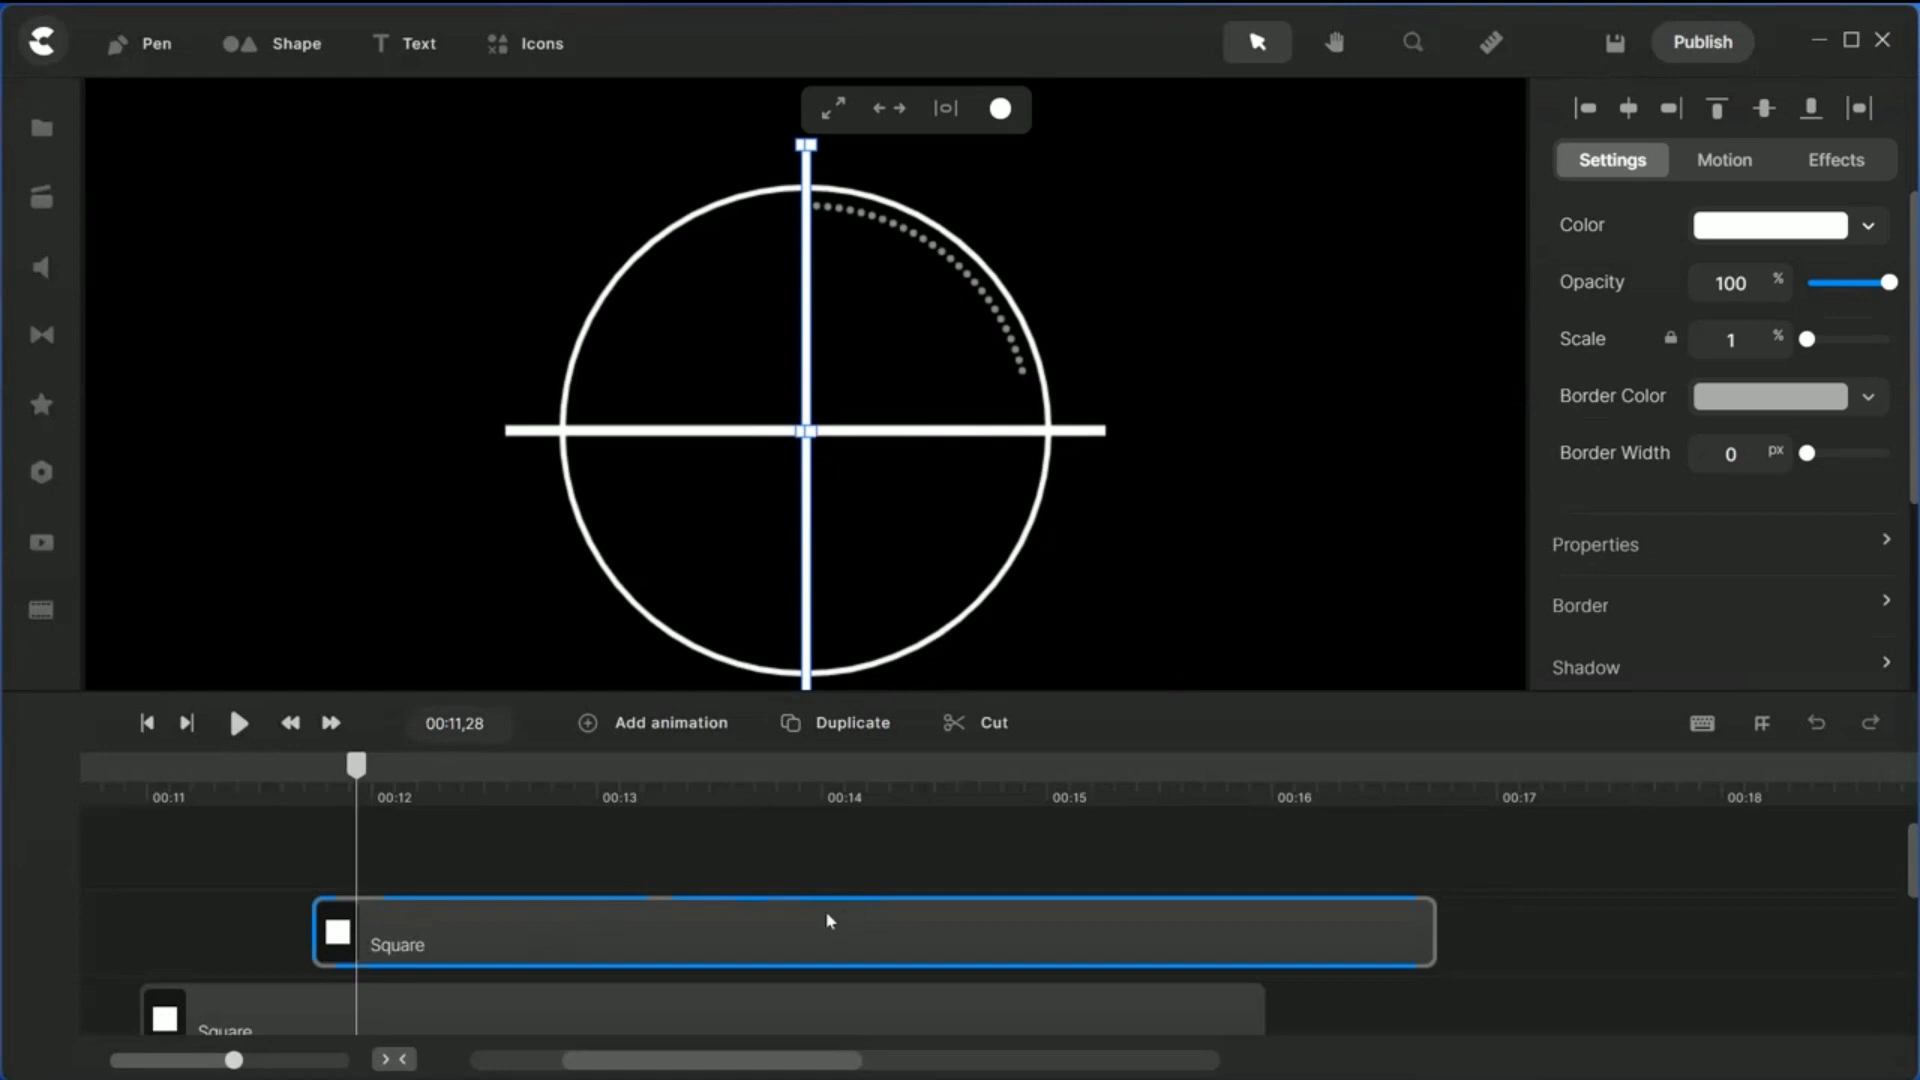 Pen
Shape
Text
Icons
Publish
Settings
Motion
Effects
Color
Opacity
100 %
Scale
1 %
Border Color
Border Width
0 px
Properties
Border
Shadow
00:11,28
Add animation
Duplicate
Cut
00:11
00:12
00:13
00:14
00:15
00:16
00:17
00:18
Square
Square